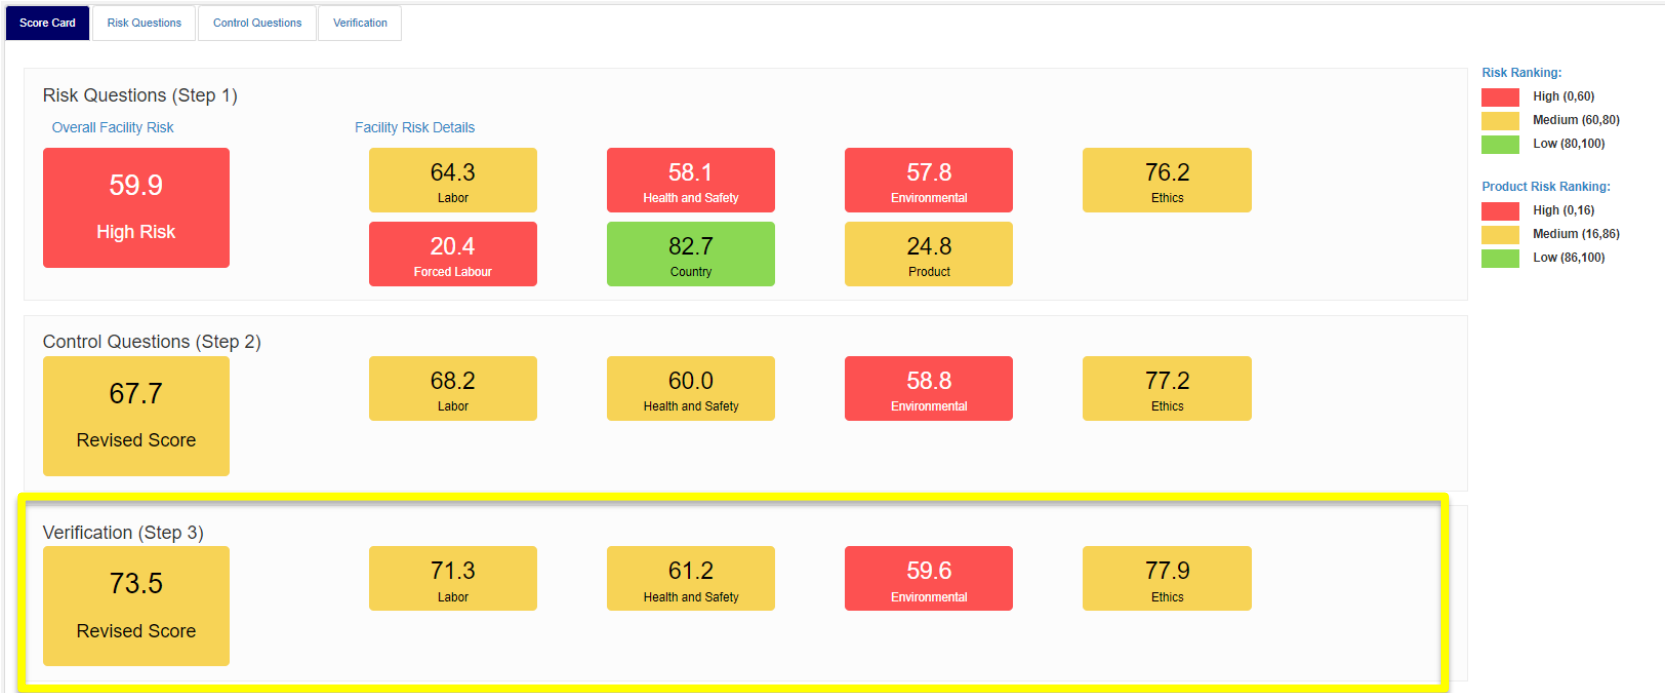 Score Card
Risk Questions
Control Questions
Verification
Risk Questions (Step 1)
Overall Facility Risk
Facility Risk Details
59.9
High Risk
64.3
Labor
58.1
Health and Safety
57.8
Environmental
76.2
Ethics
20.4
Forced Labour
82.7
Country
24.8
Product
Risk Ranking:
High (0,60)
Medium (60,80)
Low (80,100)
Product Risk Ranking:
High (0,16)
Medium (16,86)
Low (86,100)
Control Questions (Step 2)
67.7
Revised Score
68.2
Labor
60.0
Health and Safety
58.8
Environmental
77.2
Ethics
Verification (Step 3)
73.5
Revised Score
71.3
Labor
61.2
Health and Safety
59.6
Environmental
77.9
Ethics